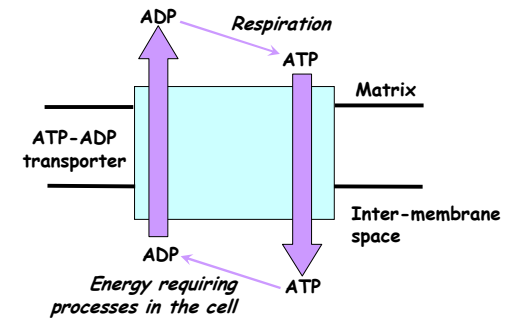 ADP
Respiration
ATP
Matrix
ATP-ADP
transporter
Inter-membrane
space
ADP
Energy requiring
processes in the cell
ATP